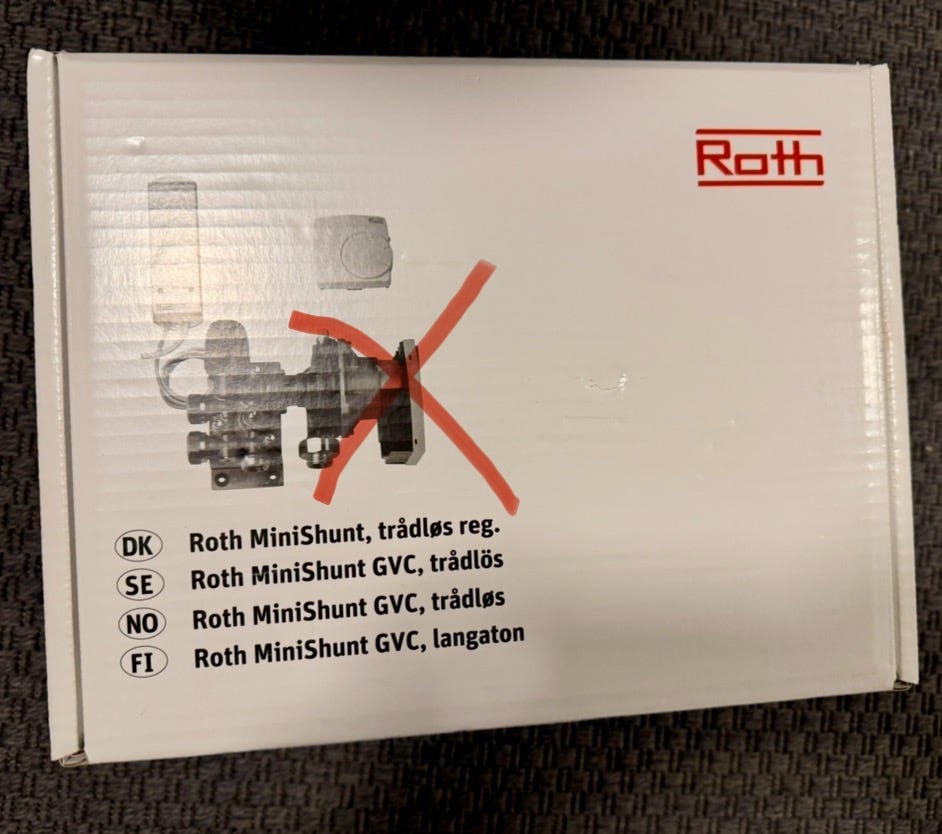 Roth
DK Roth MiniShunt, trådløs reg.
SE Roth MiniShunt GVC, trådlös
NO Roth MiniShunt GVC, trådløs
FI Roth MiniShunt GVC, langaton